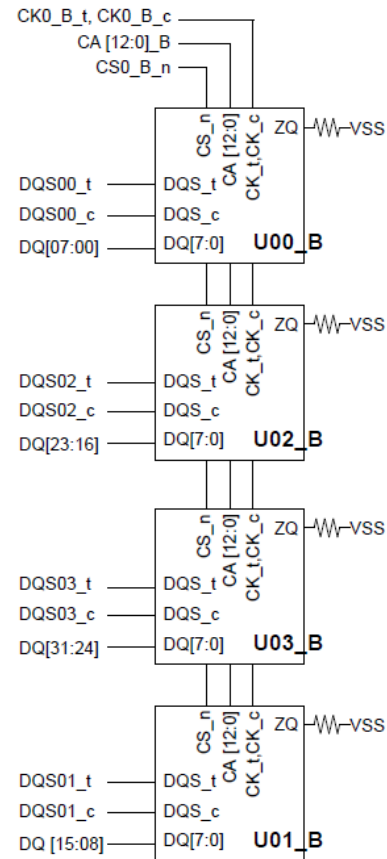 CK0_B_t, CK0_B_c
CA [12:0]_B
CS0_B_n
CS_n
CA [12:0]
CK_t,CK_c
ZQ
VSS
DQS00_t
DQS_t
DQS00_c
DQS_c
DQ[07:00]
DQ[7:0]
U00_B
CS_n
CA [12:0]
CK_t,CK_c
ZQ
VSS
DQS02_t
DQS_t
DQS02_c
DQS_c
DQ[23:16]
DQ[7:0]
U02_B
CS_n
CA [12:0]
CK_t,CK_c
ZQ
VSS
DQS03_t
DQS_t
DQS03_c
DQS_c
DQ[31:24]
DQ[7:0]
U03_B
CS_n
CA [12:0]
CK_t,CK_c
ZQ
VSS
DQS01_t
DQS_t
DQS01_c
DQS_c
DQ [15:08]
DQ[7:0]
U01_B